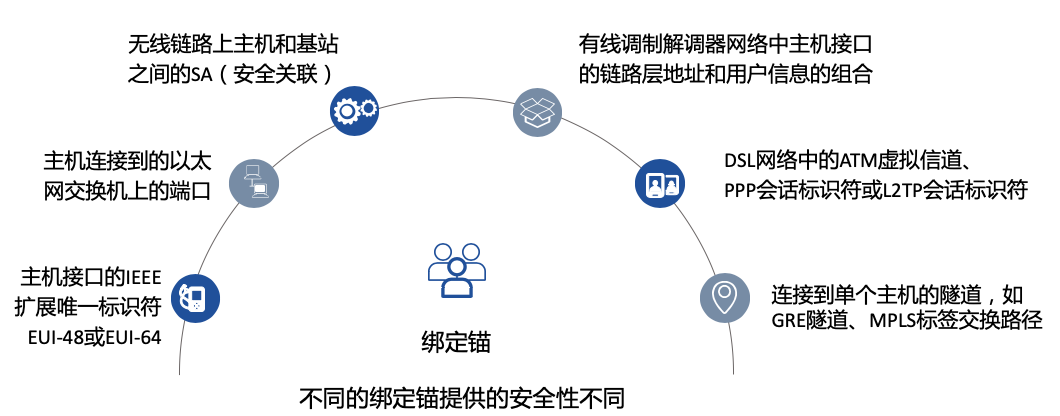 无线链路上主机和基站
之间的SA（安全关联）
有线调制解调器网络中主机接口
的链路层地址和用户信息的组合
主机连接到的以太
网交换机上的端口
DSL网络中的ATM虚拟信道、
PPP会话标识符或L2TP会话标识符
主机接口的IEEE
扩展唯一标识符
EUI-48或EUI-64
连接到单个主机的隧道，如
GRE隧道、MPLS标签交换路径
绑定锚
不同的绑定锚提供的安全性不同